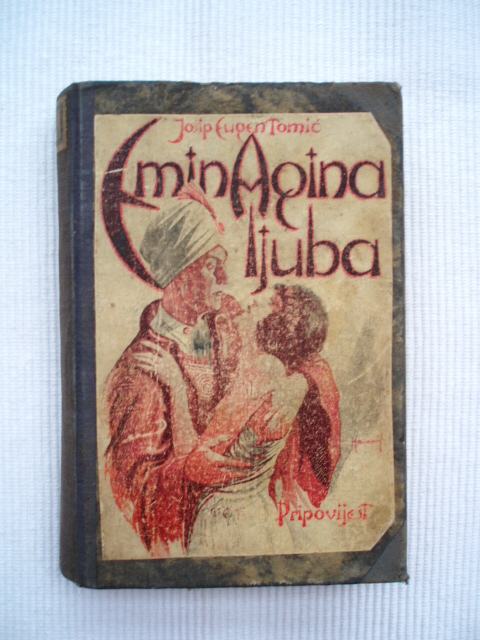 Josip Eugen Tomić
Emin Agina
ljuba
Pripovijest